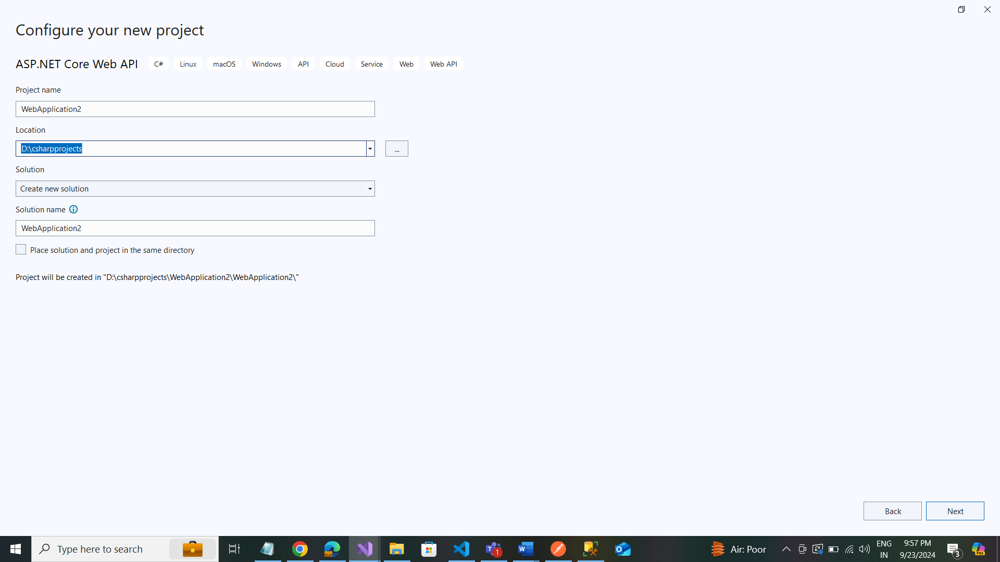 Configure your new project
ASP.NET Core Web API C# Linux macOS Windows API Cloud Service Web Web API
Project name
WebApplication2
Location
D:\csharpprojects
...
Solution
Create new solution
Solution name
WebApplication2
Place solution and project in the same directory
Project will be created in "D:\csharpprojects\WebApplication2\WebApplication2\"
Back Next
Type here to search
Air: Poor
ENG
IN
9:57 PM
9/23/2024
1
3
PRE